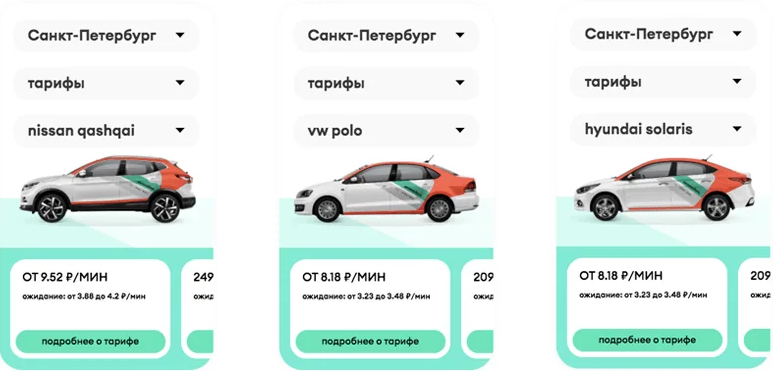 Санкт-Петербург
тарифы
nissan qashqai
ОТ 9.52 ₽/МИН
ожидание: от 3.88 до 4.2 ₽/мин
подробнее о тарифе
249
ожид
Санкт-Петербург
тарифы
vw polo
ОТ 8.18 ₽/МИН
ожидание: от 3.23 до 3.48 ₽/мин
подробнее о тарифе
209
ожид
Санкт-Петербург
тарифы
hyundai solaris
ОТ 8.18 ₽/МИН
ожидание: от 3.23 до 3.48 ₽/мин
подробнее о тарифе
209
ожид